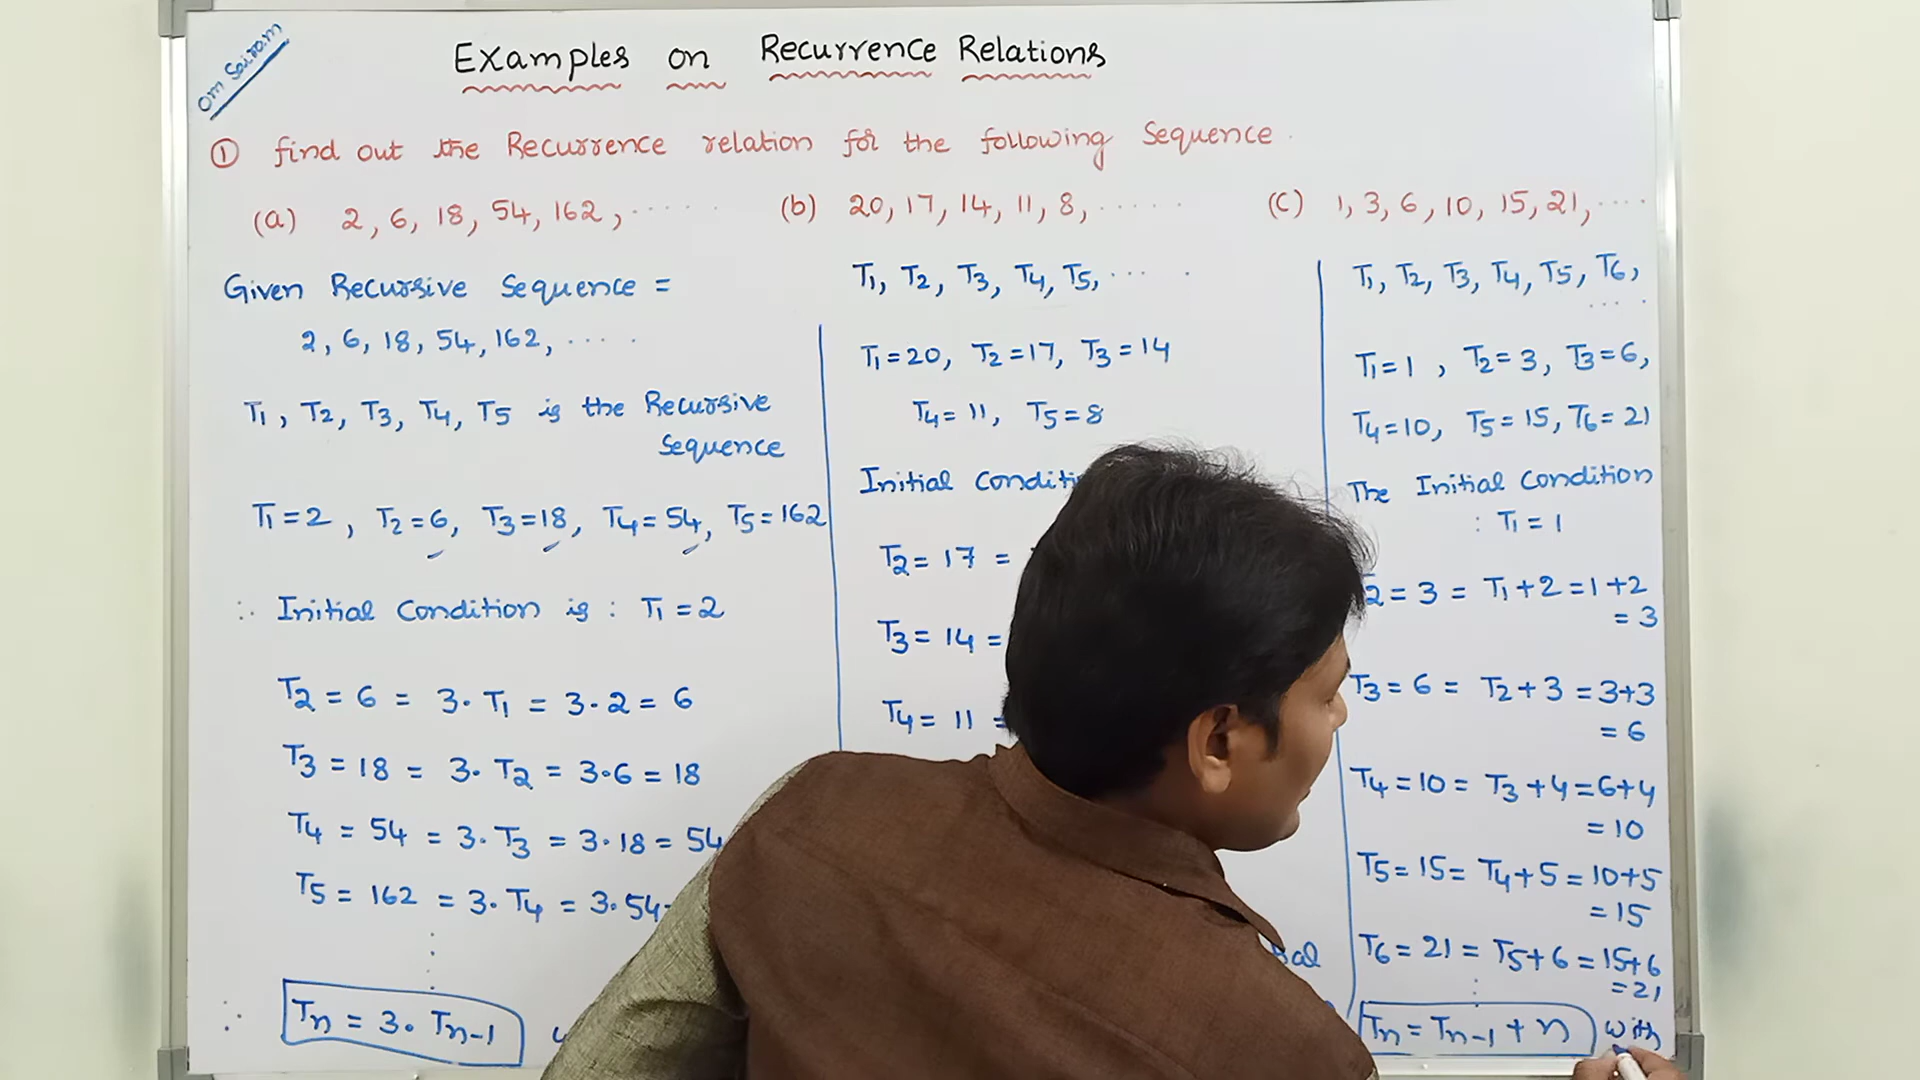 Om Sairam
Examples on Recurrence Relations
① find out the Recurrence relation for the following Sequence.
(a) 2, 6, 18, 54, 162, ......
(b) 20, 17, 14, 11, 8, ......
(c) 1, 3, 6, 10, 15, 21, ....
Given Recursive Sequence =
2, 6, 18, 54, 162, .....
T1, T2, T3, T4, T5 is the Recursive
Sequence
T1 = 2, T2 = 6, T3 = 18, T4 = 54, T5 = 162
∴ Initial Condition is : T1 = 2
T2 = 6 = 3· T1 = 3·2 = 6
T3 = 18 = 3· T2 = 3·6 = 18
T4 = 54 = 3· T3 = 3·18 = 54
T5 = 162 = 3· T4 = 3·54
∴ Tn = 3· Tn-1
T1, T2, T3, T4, T5, ....
T1 = 20, T2 = 17, T3 = 14
T4 = 11, T5 = 8
Initial
T2 = 17 =
T3 = 14 =
T4 = 11 =
T1, T2, T3, T4, T5, T6,
....
T1 = 1, T2 = 3, T3 = 6,
T4 = 10, T5 = 15, T6 = 21
The Initial Condition
: T1 = 1
2 = 3 = T1 + 2 = 1 + 2
= 3
T3 = 6 = T2 + 3 = 3+3
= 6
T4 = 10 = T3 + 4 = 6+4
= 10
T5 = 15 = T4 + 5 = 10+5
= 15
T6 = 21 = T5 + 6 = 15+6
= 21
Tn = Tn-1 + n with